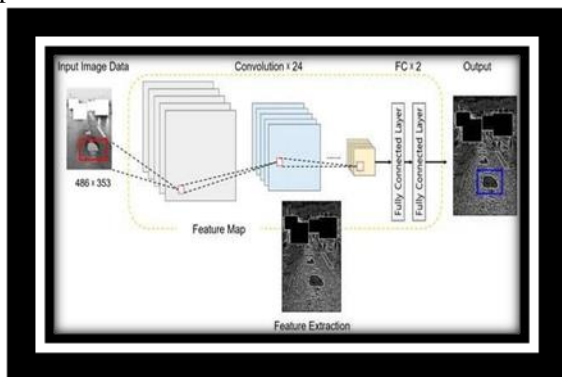 Input Image Data
Convolution x 24
FC x 2
Output
486 x 353
Fully Connected Layer
Fully Connected Layer
Feature Map
Feature Extraction